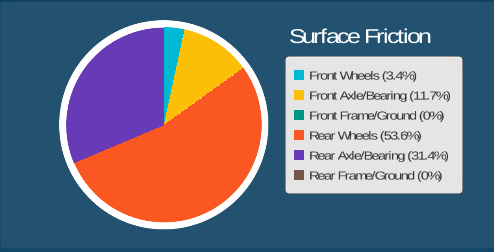 Surface Friction
Front Wheels (3.4%)
Front Axle/Bearing (11.7%)
Front Frame/Ground (0%)
Rear Wheels (53.6%)
Rear Axle/Bearing (31.4%)
Rear Frame/Ground (0%)